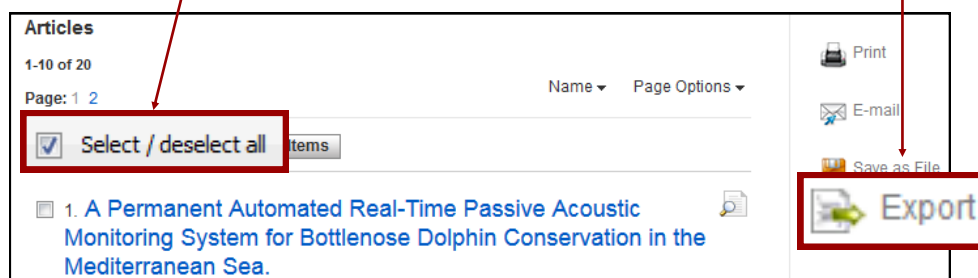 Articles
1-10 of 20
Page: 1 2
Name Page Options
Select / deselect all
1. A Permanent Automated Real-Time Passive Acoustic
Monitoring System for Bottlenose Dolphin Conservation in the
Mediterranean Sea.
Print
E-mail
Save as File
Export